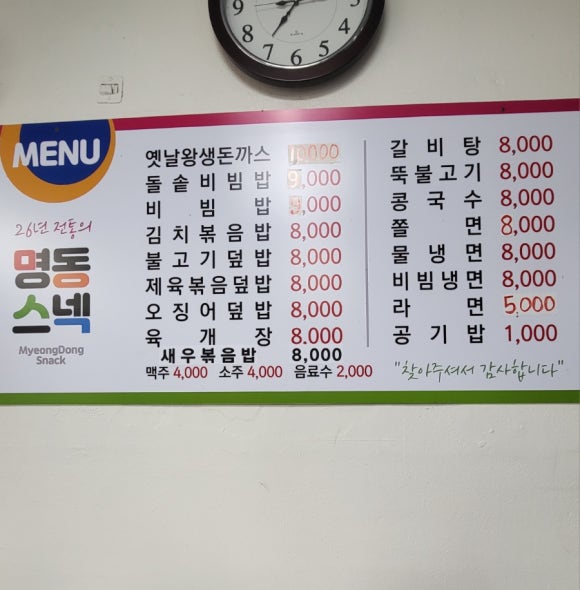 9 3
8 4
7 6 5
MENU
26년 전통의
명동
스넥
MyeongDong
Snack
옛날왕생돈까스 10,000
돌솥비빔밥 9,000
비빔밥 9,000
김치볶음밥 8,000
불고기덮밥 8,000
제육볶음덮밥 8,000
오징어덮밥 8,000
육개장 8.000
새우볶음밥 8,000
맥주 4,000 소주 4,000 음료수 2,000
갈비탕 8,000
뚝불고기 8,000
콩국수 8,000
쫄면 8,000
물냉면 8,000
비빔냉면 8,000
라면 5,000
공기밥 1,000
"찾아주셔서 감사합니다"